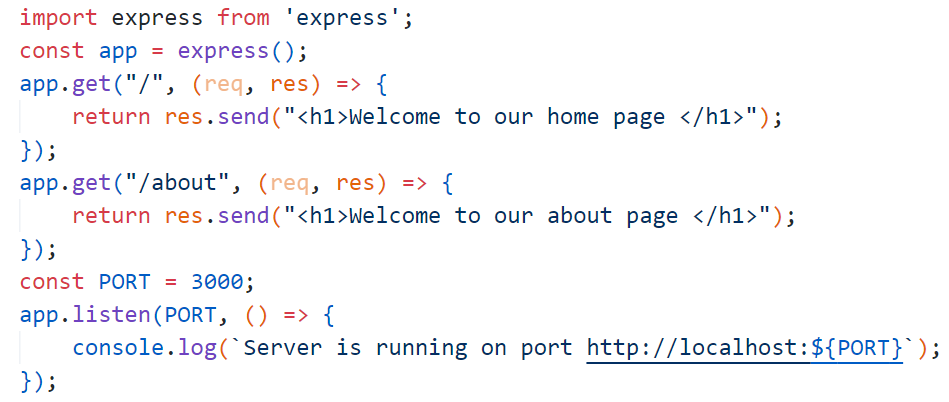 import express from 'express';
const app = express();
app.get("/", (req, res) => {
    return res.send("<h1>Welcome to our home page </h1>");
});
app.get("/about", (req, res) => {
    return res.send("<h1>Welcome to our about page </h1>");
});
const PORT = 3000;
app.listen(PORT, () => {
    console.log(`Server is running on port http://localhost:${PORT}`);
});